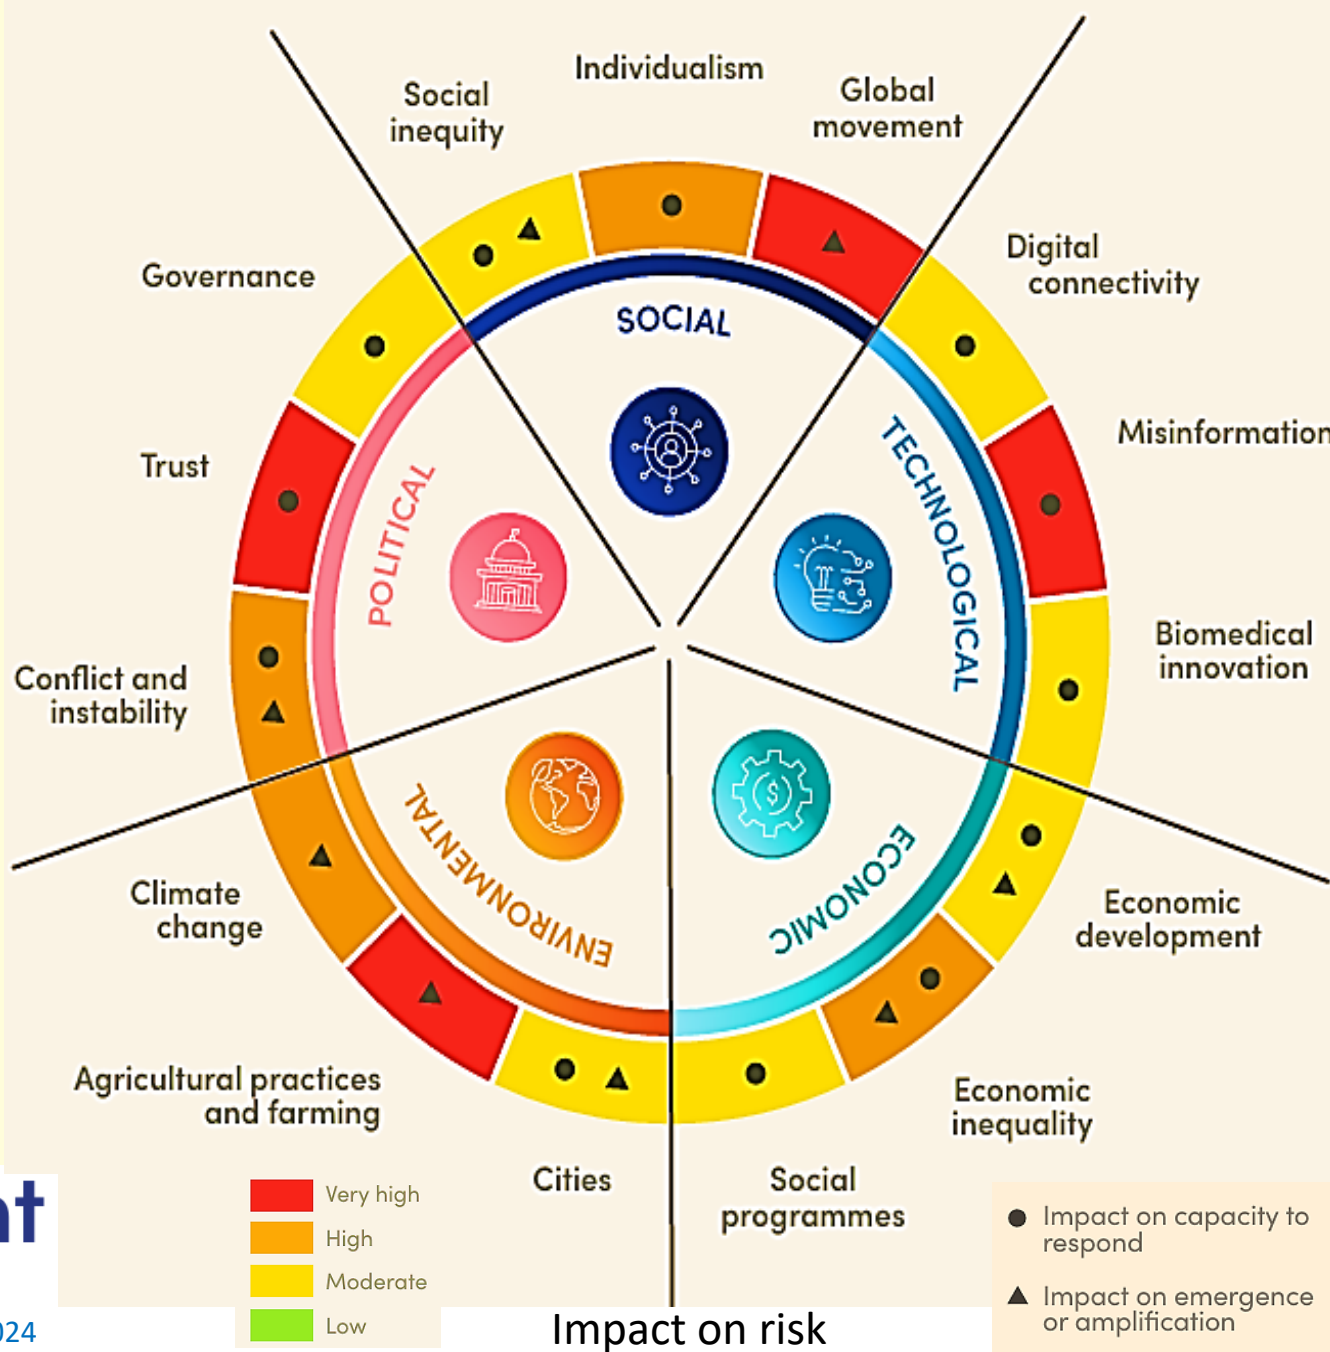 Individualism
Social
inequity
Global
movement
Governance
Digital
connectivity
SOCIAL
Trust
Misinformation
POLITICAL
TECHNOLOGICAL
Conflict and
instability
Biomedical
innovation
ENVIRONMENTAL
ECONOMIC
$
Climate
change
Economic
development
Agricultural practices
and farming
Economic
inequality
Cities
Social
programmes
Very high
High
Moderate
Low
Impact on capacity to
respond
Impact on emergence
or amplification
Impact on risk